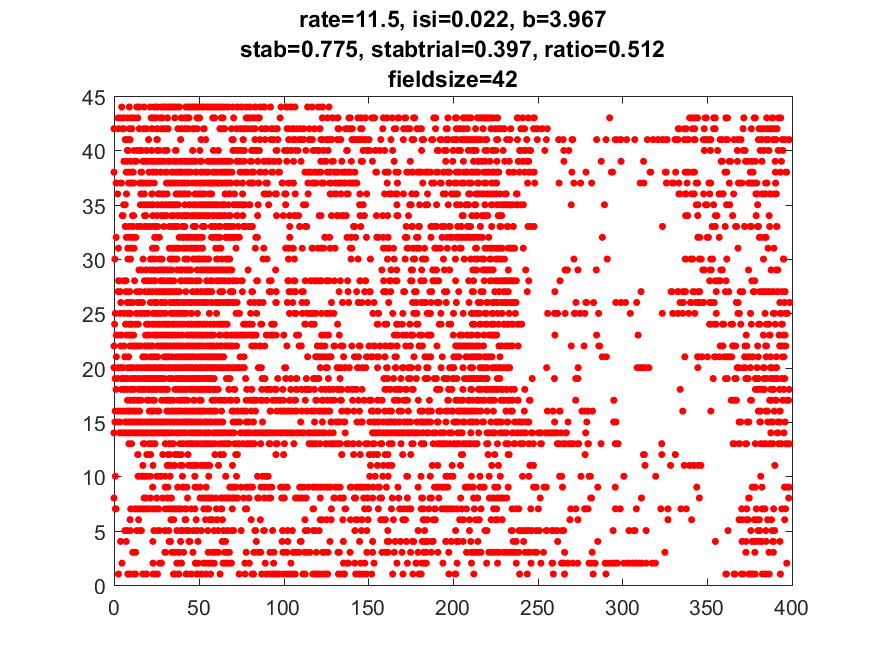 rate=11.5, isi=0.022, b=3.967
stab=0.775, stabtrial=0.397, ratio=0.512
fieldsize=42
45
40
35
30
25
20
15
10
5
0
0 50 100 150 200 250 300 350 400